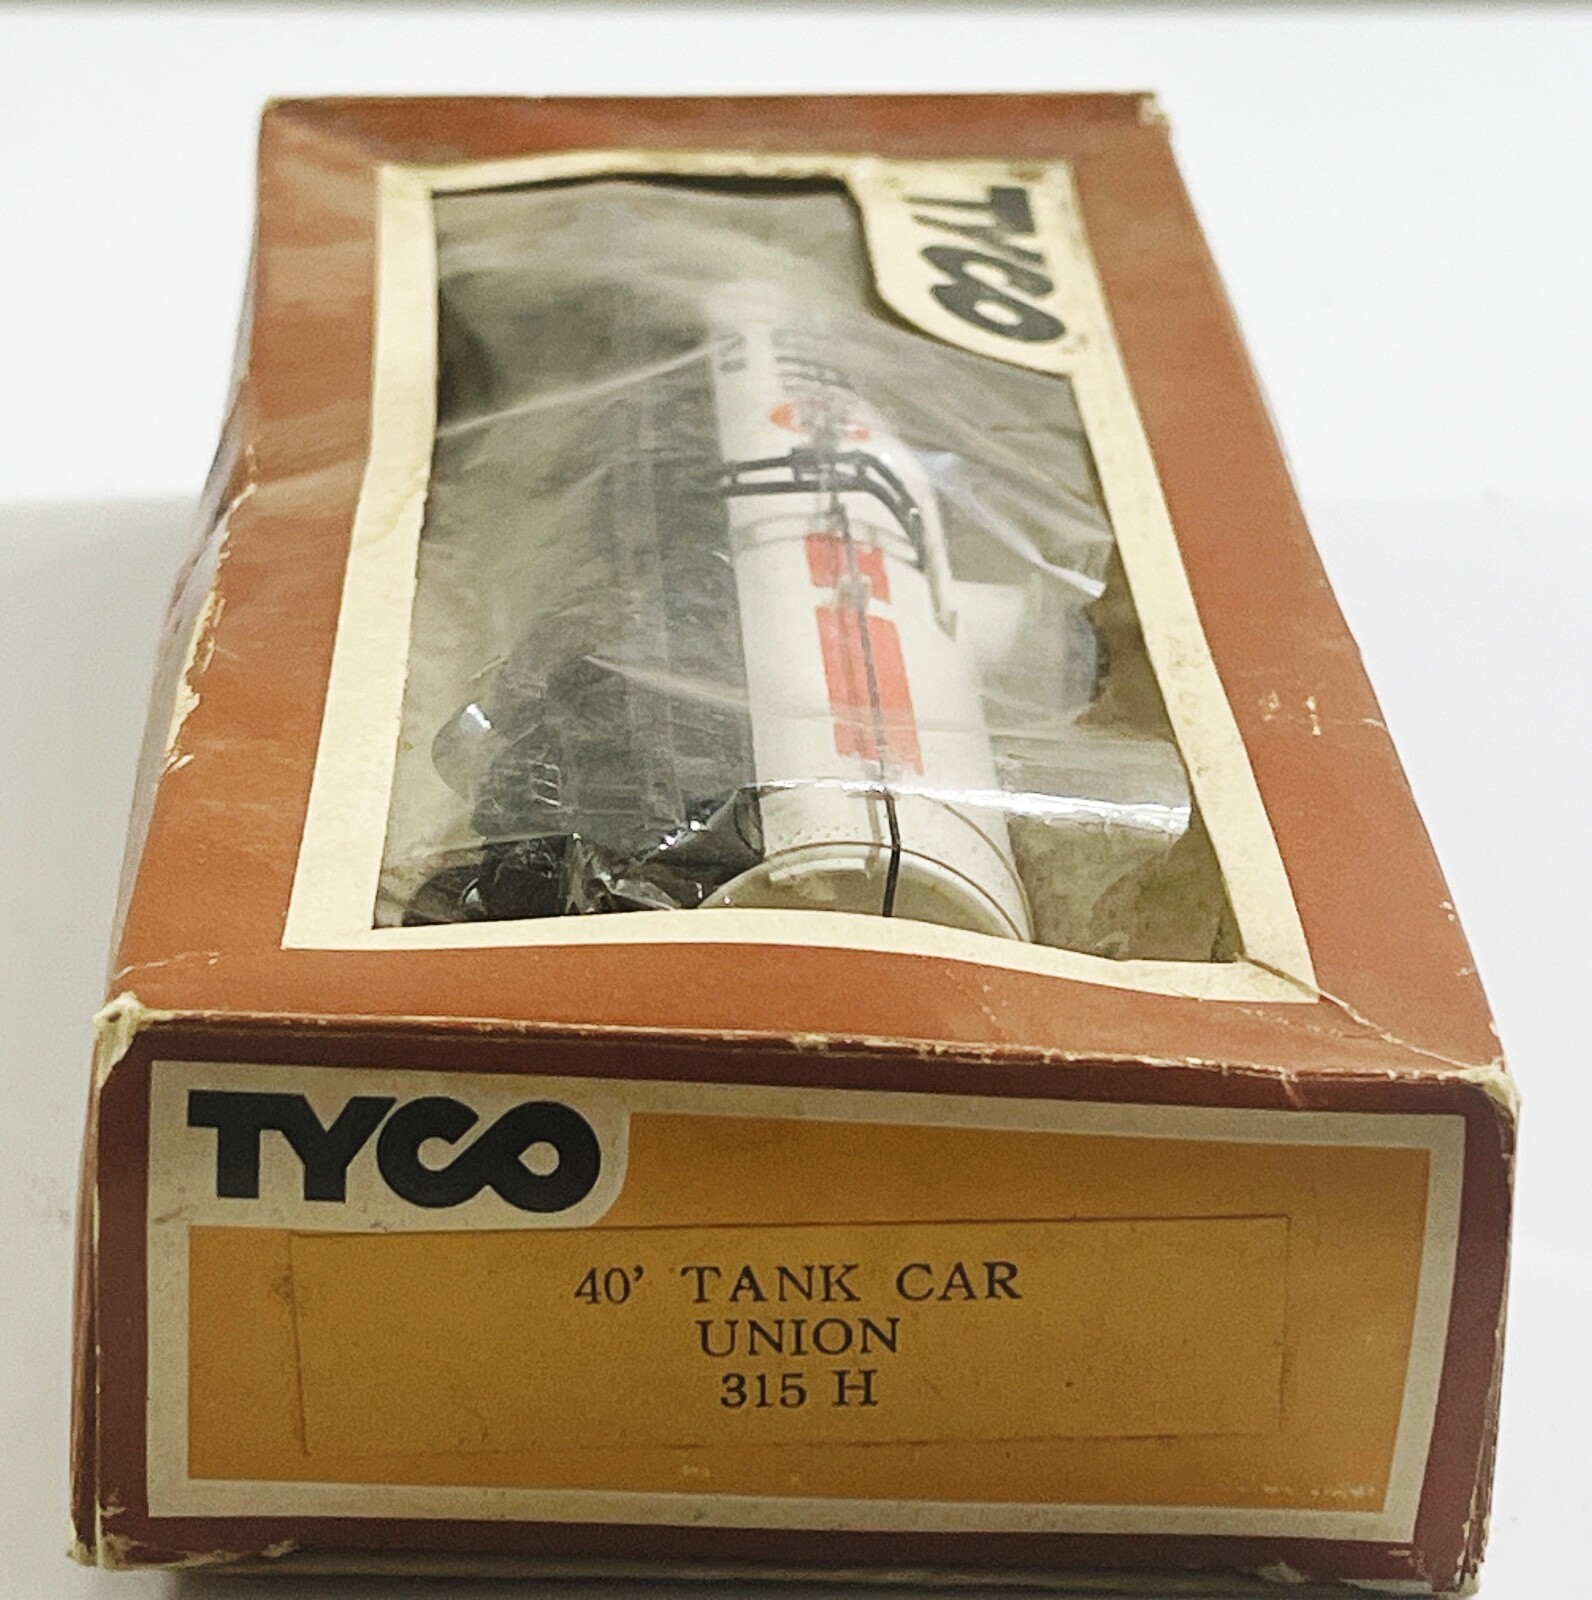 TYCO
TYCO
40' TANK CAR
UNION
315 H